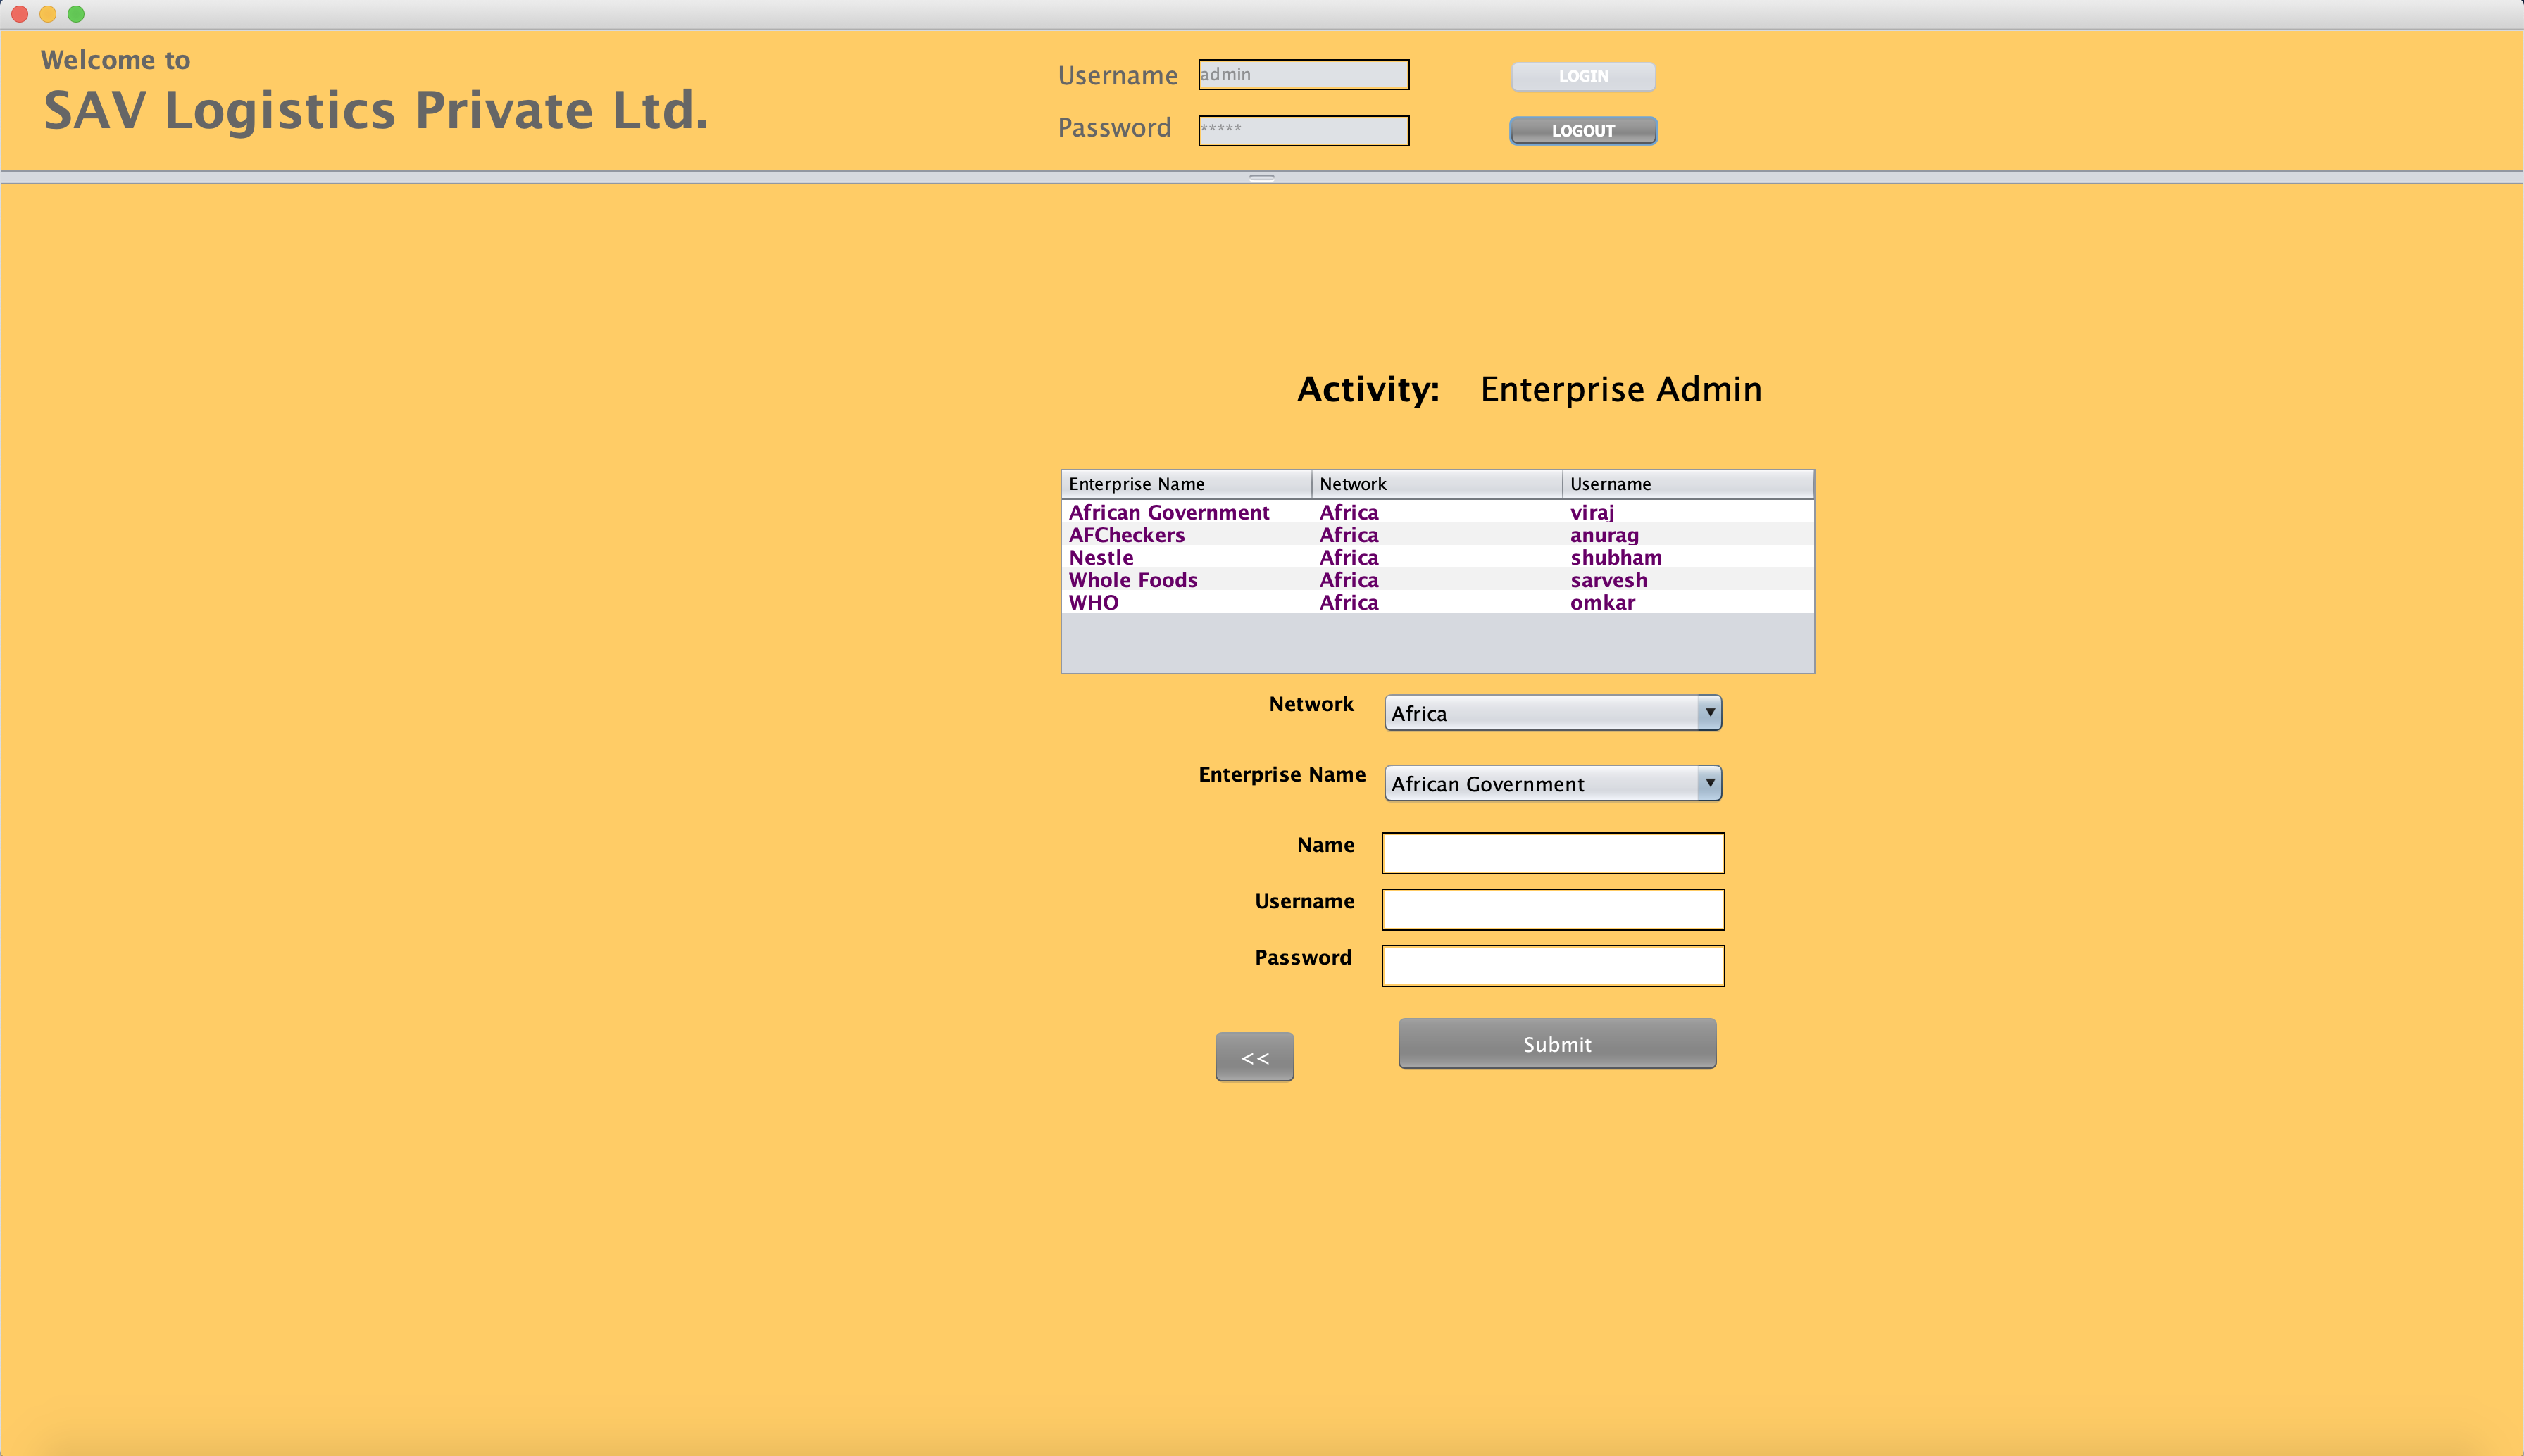 Welcome to
SAV Logistics Private Ltd.
Username admin LOGIN
Password ***** LOGOUT
Activity: Enterprise Admin
Enterprise Name Network Username
African Government Africa viraj
AFCheckers Africa anurag
Nestle Africa shubham
Whole Foods Africa sarvesh
WHO Africa omkar
Network Africa
Enterprise Name African Government
Name
Username
Password
<< Submit